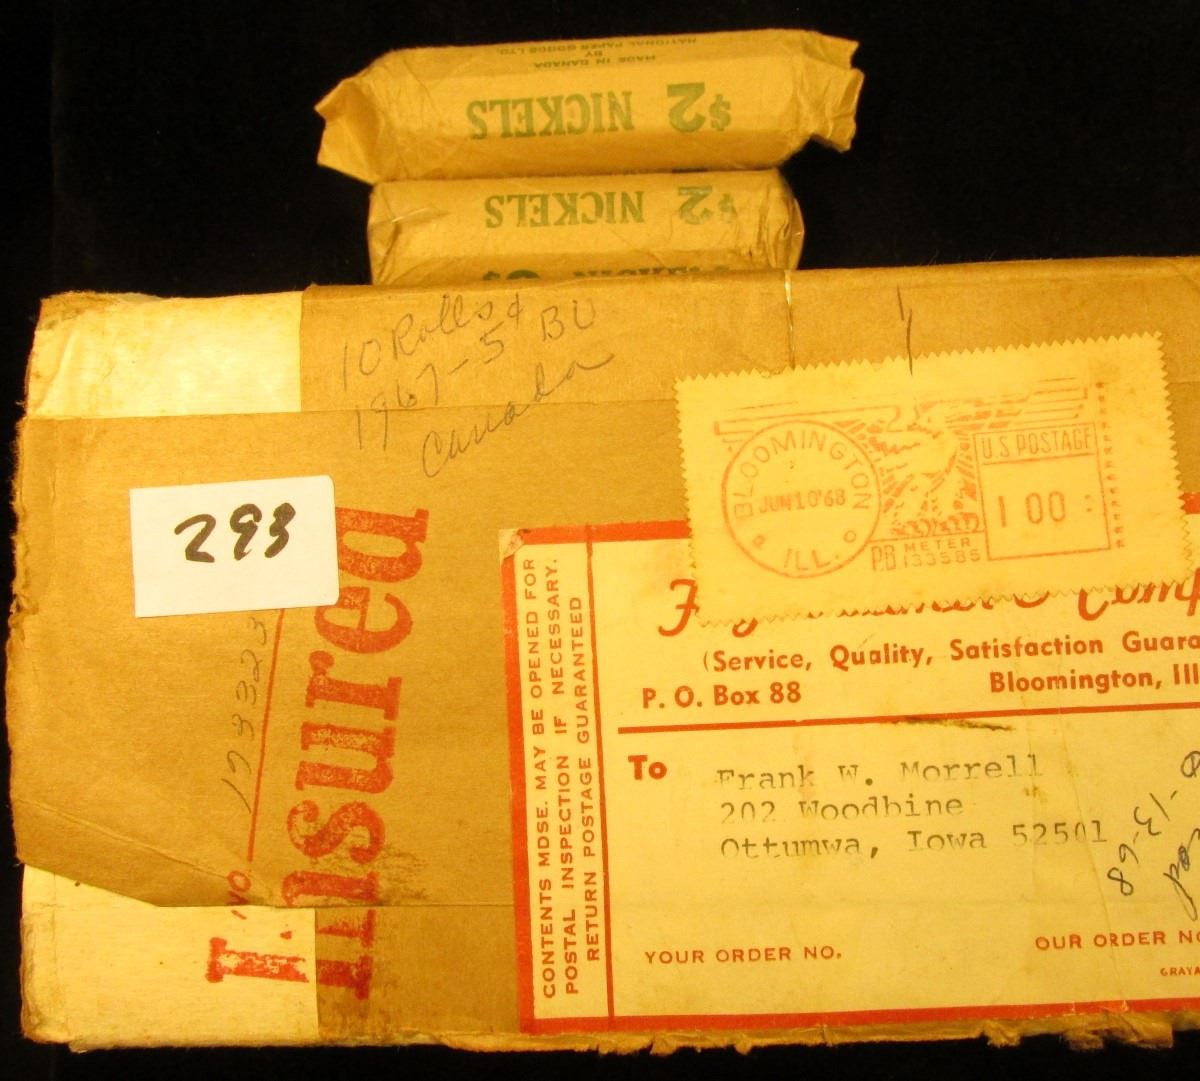 NATIONAL PAPER GOODS LTD.
BY
MADE IN CANADA
$2 NICKELS
$2 NICKELS
10 Rolls
1967-5¢ BU
Canada
293
Insured
NO.
173323
BLOOMINGTON
JUN 10 '68
ILL.
P.B. METER
133585
U.S. POSTAGE
1 00
(Service, Quality, Satisfaction
P. O. Box 88
Bloomington, Ill
CONTENTS MDSE. MAY BE OPENED FOR
POSTAL INSPECTION IF NECESSARY.
RETURN POSTAGE GUARANTEED
To
Frank W. Morrell
202 Woodbine
Ottumwa, Iowa 52501
YOUR ORDER NO.
OUR ORDER